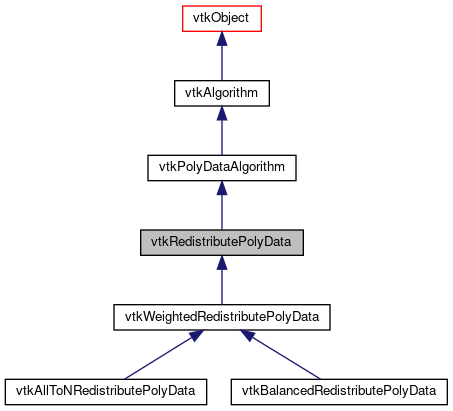 vtkObject
vtkAlgorithm
vtkPolyDataAlgorithm
vtkRedistributePolyData
vtkWeightedRedistributePolyData
vtkAllToNRedistributePolyData
vtkBalancedRedistributePolyData